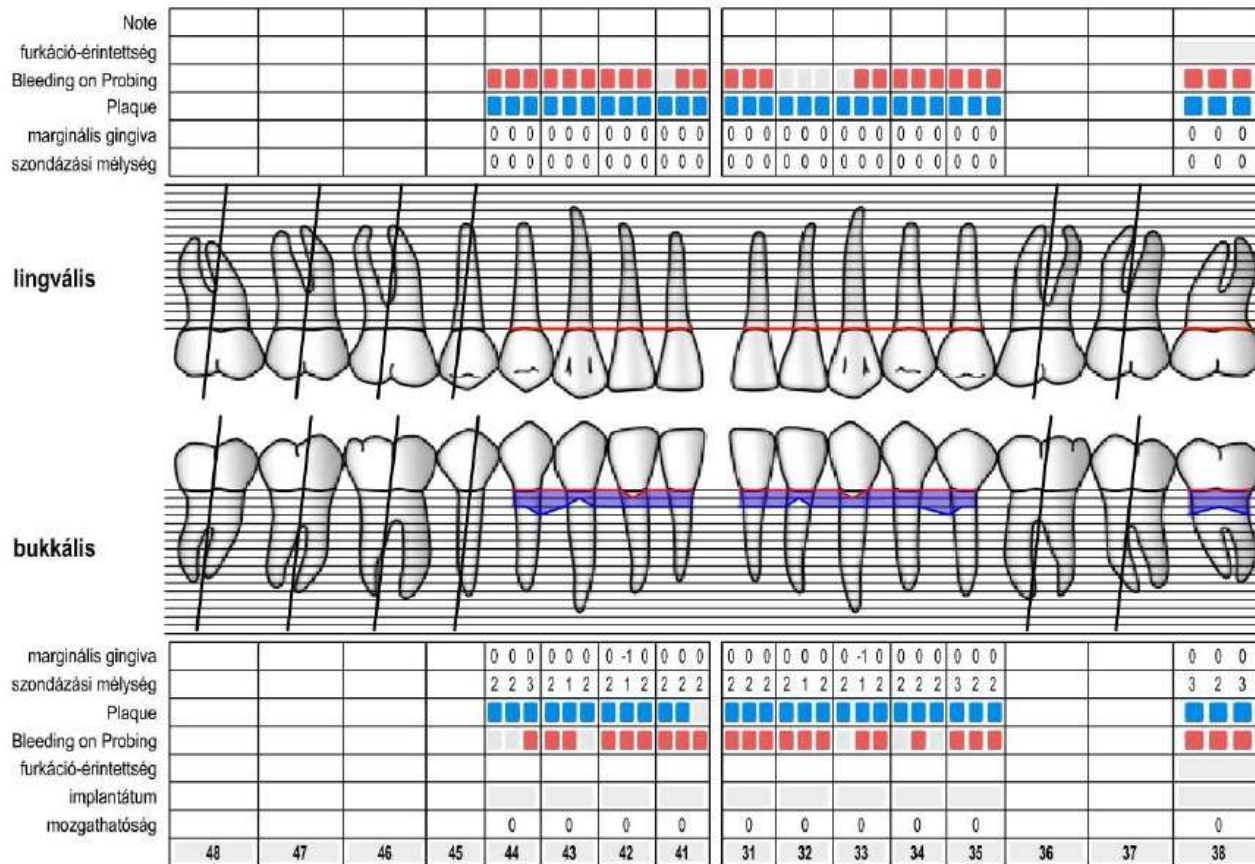 Note
furkáció-érintettség
Bleeding on Probing
Plaque
marginális gingiva 0 0 0 0 0 0 0 0 0 0 0 0 0 0 0 0 0 0 0 0 0 0 0 0 0 0 0 0 0 0
szondázási mélység 0 0 0 0 0 0 0 0 0 0 0 0 0 0 0 0 0 0 0 0 0 0 0 0 0 0 0 0 0 0
lingvális
bukkális
marginális gingiva 0 0 0 0 0 0 0 -1 0 0 0 0 0 0 0 0 0 0 0 -1 0 0 0 0 0 0 0 0 0 0
szondázási mélység 2 2 3 2 1 2 2 1 2 2 2 2 2 2 2 2 1 2 2 1 2 2 2 2 3 2 2 3 2 3
Plaque
Bleeding on Probing
furkáció-érintettség
implantátum
mozgathatóság 0 0 0 0 0 0 0 0 0 0
48 47 46 45 44 43 42 41 31 32 33 34 35 36 37 38